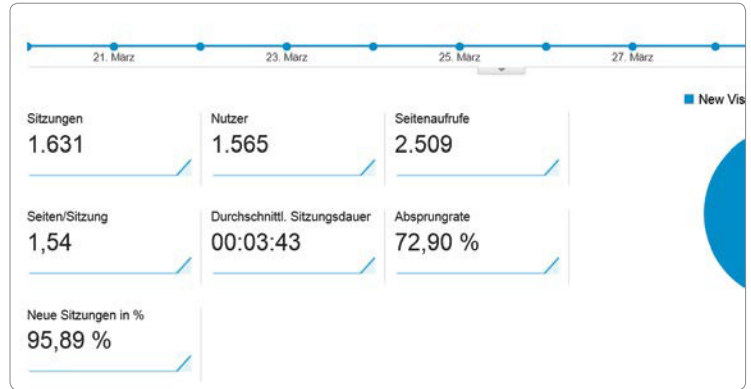 21. März 23. März 25. März 27. März
New Vis
Sitzungen Nutzer Seitenaufrufe
1.631 1.565 2.509
Seiten/Sitzung Durchschnittl. Sitzungsdauer Absprungrate
1,54 00:03:43 72,90 %
Neue Sitzungen in %
95,89 %